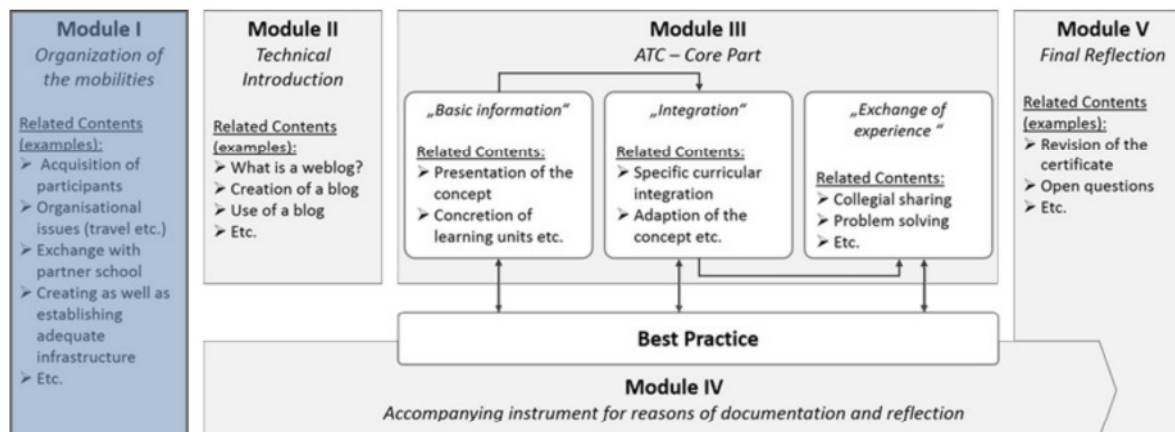 Module I
Organization of
the mobilities
Related Contents
(examples):
➢ Acquisition of
participants
➢ Organisational
issues (travel etc.)
➢ Exchange with
partner school
➢ Creating as well as
establishing
adequate
infrastructure
➢ Etc.
Module II
Technical
Introduction
Related Contents
(examples):
➢ What is a weblog?
➢ Creation of a blog
➢ Use of a blog
➢ Etc.
Module III
ATC – Core Part
„Basic information“
Related Contents:
➢ Presentation of the
concept
➢ Concretion of
learning units etc.
„Integration“
Related Contents:
➢ Specific curricular
integration
➢ Adaption of the
concept etc.
„Exchange of
experience “
Related Contents:
➢ Collegial sharing
➢ Problem solving
➢ Etc.
Best Practice
Module IV
Accompanying instrument for reasons of documentation and reflection
Module V
Final Reflection
Related Contents
(examples):
➢ Revision of the
certificate
➢ Open questions
➢ Etc.